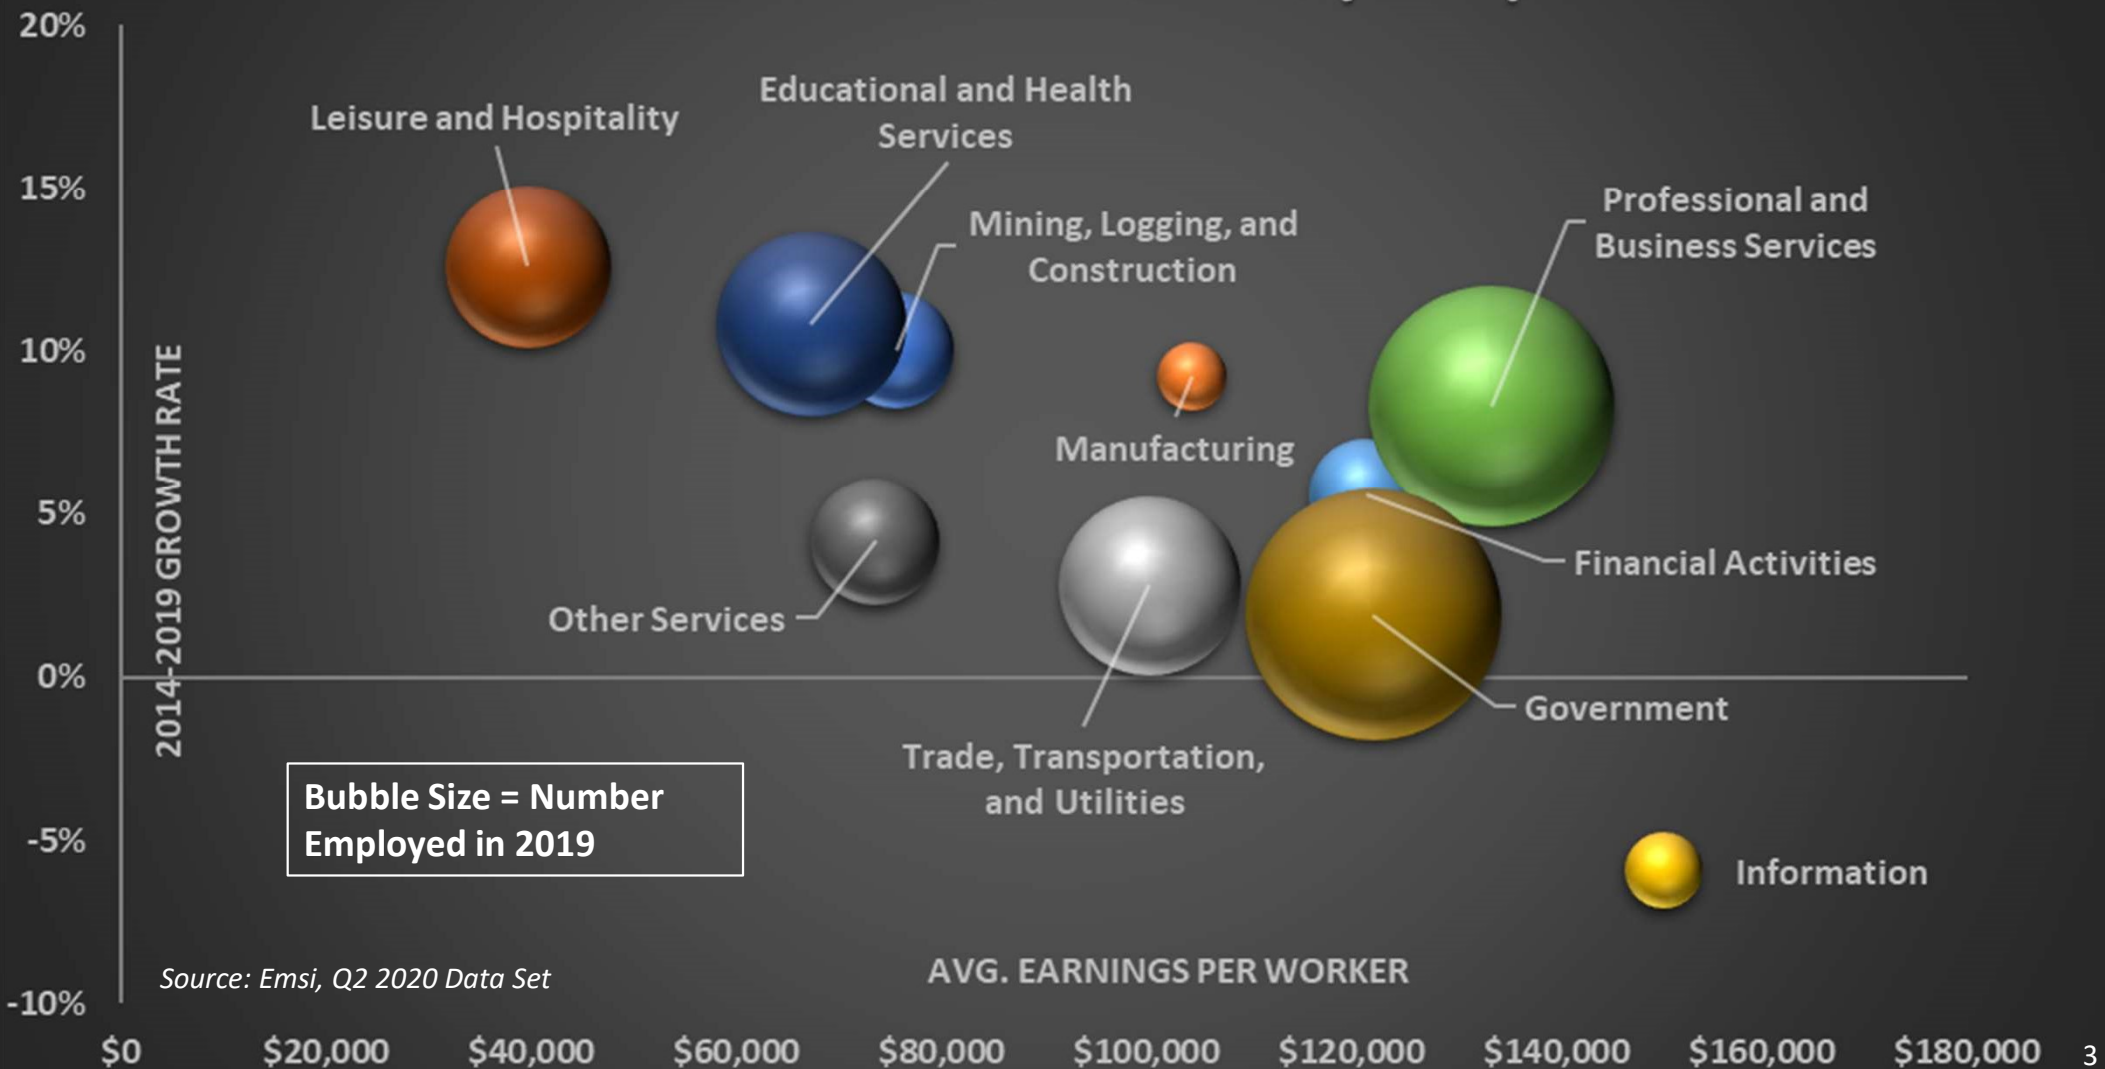 20%
15%
10%
5%
0%
-5%
-10%
2014-2019 GROWTH RATE
Leisure and Hospitality
Educational and Health
Services
Mining, Logging, and
Construction
Professional and
Business Services
Manufacturing
Financial Activities
Other Services
Government
Trade, Transportation,
and Utilities
Bubble Size = Number
Employed in 2019
Information
Source: Emsi, Q2 2020 Data Set
AVG. EARNINGS PER WORKER
$0 $20,000 $40,000 $60,000 $80,000 $100,000 $120,000 $140,000 $160,000 $180,000
3